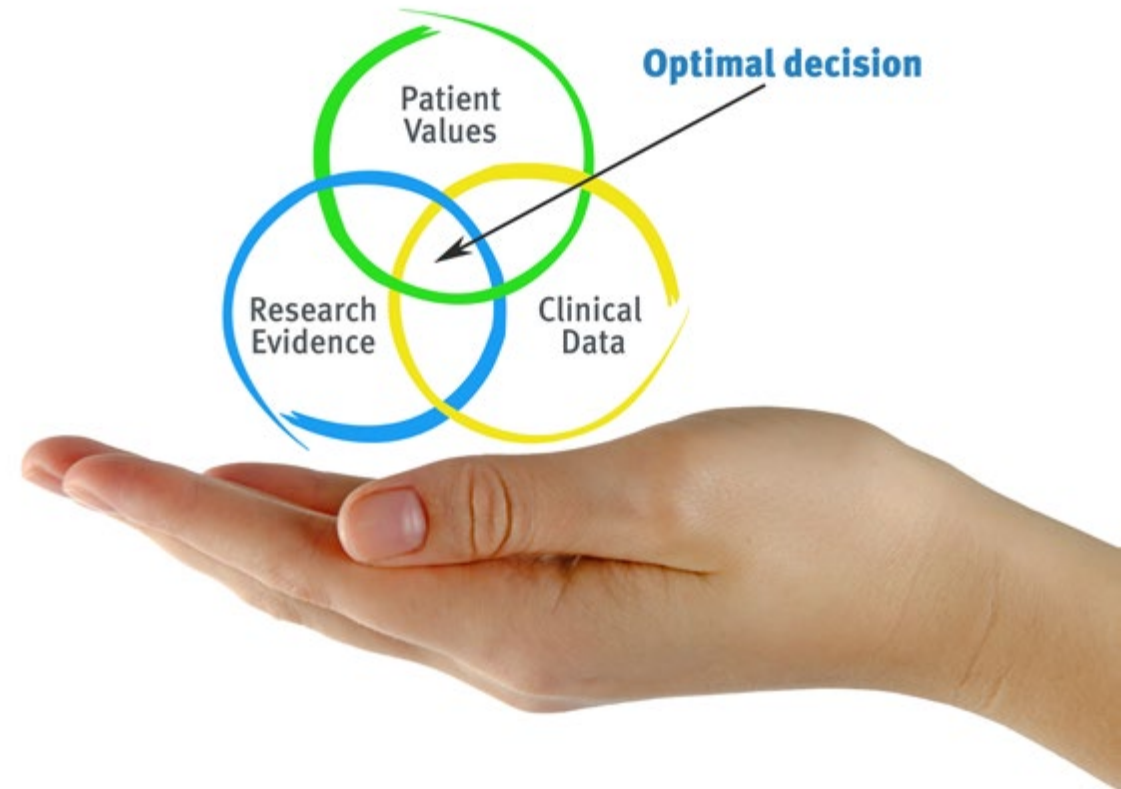 Optimal decision
Patient
Values
Research
Evidence
Clinical
Data